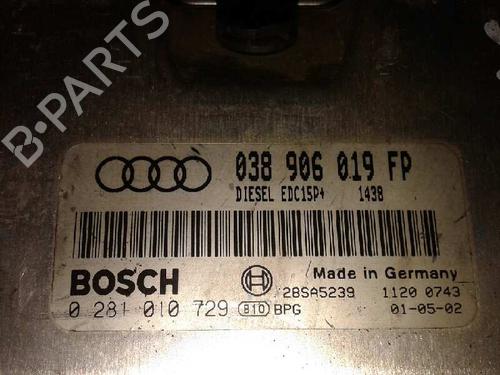 B-PARTS
038 906 019 FP
DIESEL EDC15P+ 1438
BOSCH
Made in Germany
28SA5239 1120 0743
0 281 010 729 B10 BPG 01-05-02